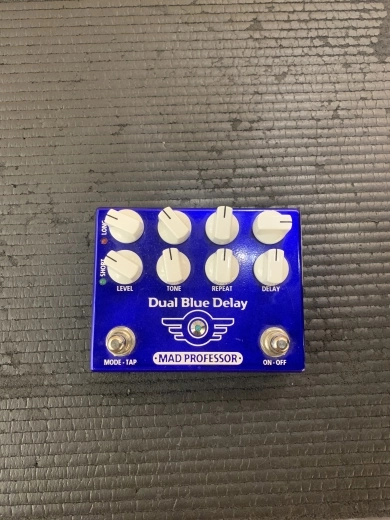 LONG
SHORT
LEVEL TONE REPEAT DELAY
Dual Blue Delay
·MAD PROFESSOR·
MODE - TAP ON - OFF